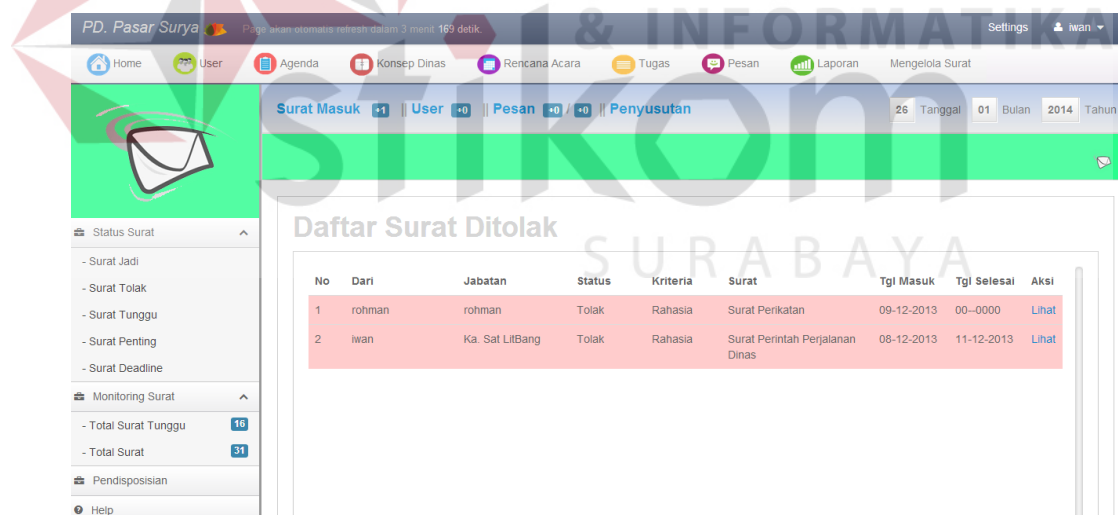 & INFORMATIKA
PD. Pasar Surya Page akan otomatis refresh dalam 3 menit 169 detik. Settings iwan
Home User Agenda Konsep Dinas Rencana Acara Tugas Pesan Laporan Mengelola Surat
Surat Masuk +1 || User +0 || Pesan +0 / +0 || Penyusutan 26 Tanggal 01 Bulan 2014 Tahun
stikom
SURABAYA
Status Surat
- Surat Jadi
- Surat Tolak
- Surat Tunggu
- Surat Penting
- Surat Deadline
Monitoring Surat
- Total Surat Tunggu 16
- Total Surat 31
Pendisposisian
Help
Daftar Surat Ditolak
No Dari Jabatan Status Kriteria Surat Tgl Masuk Tgl Selesai Aksi
1 rohman rohman Tolak Rahasia Surat Perikatan 09-12-2013 00--0000 Lihat
2 iwan Ka. Sat LitBang Tolak Rahasia Surat Perintah Perjalanan 08-12-2013 11-12-2013 Lihat
Dinas